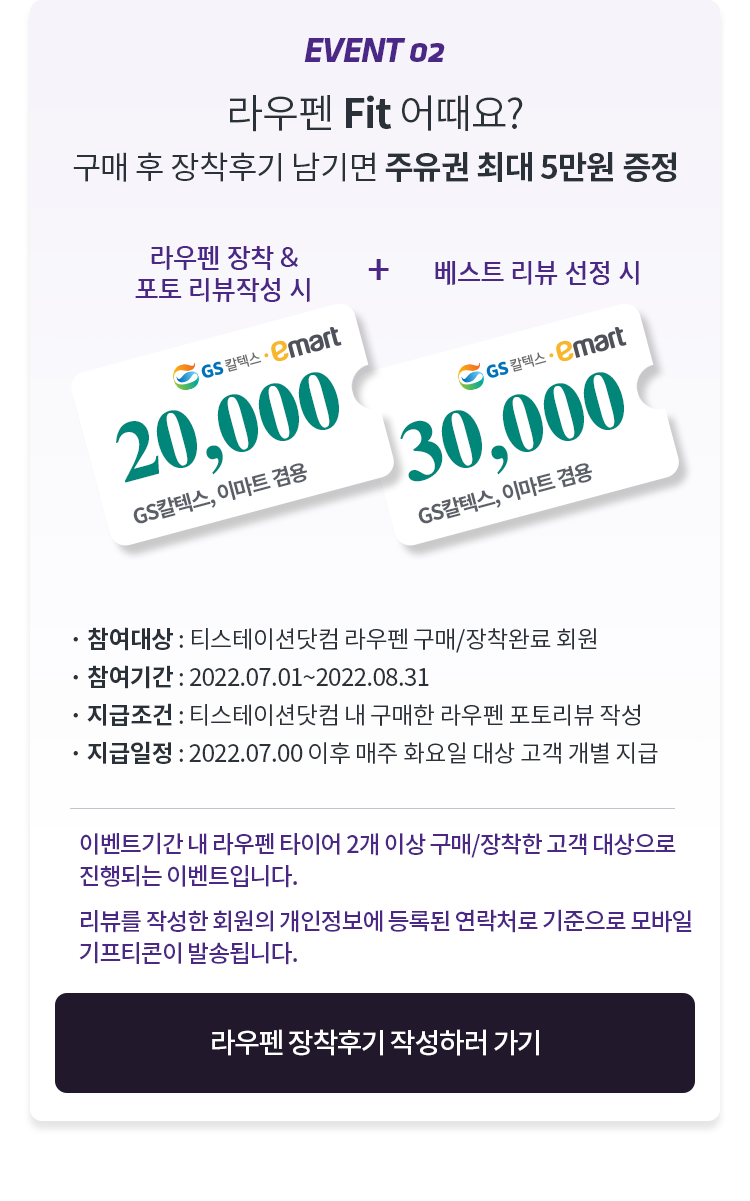 EVENT 02
라우펜 Fit 어때요?
구매 후 장착후기 남기면 주유권 최대 5만원 증정
라우펜 장착 &
포토 리뷰작성 시
+
베스트 리뷰 선정 시
GS칼텍스 · emart
20,000
GS칼텍스, 이마트 겸용
GS칼텍스 · emart
30,000
GS칼텍스, 이마트 겸용
· 참여대상 : 티스테이션닷컴 라우펜 구매/장착완료 회원
· 참여기간 : 2022.07.01~2022.08.31
· 지급조건 : 티스테이션닷컴 내 구매한 라우펜 포토리뷰 작성
· 지급일정 : 2022.07.00 이후 매주 화요일 대상 고객 개별 지급
이벤트기간 내 라우펜 타이어 2개 이상 구매/장착한 고객 대상으로
진행되는 이벤트입니다.
리뷰를 작성한 회원의 개인정보에 등록된 연락처로 기준으로 모바일
기프티콘이 발송됩니다.
라우펜 장착후기 작성하러 가기